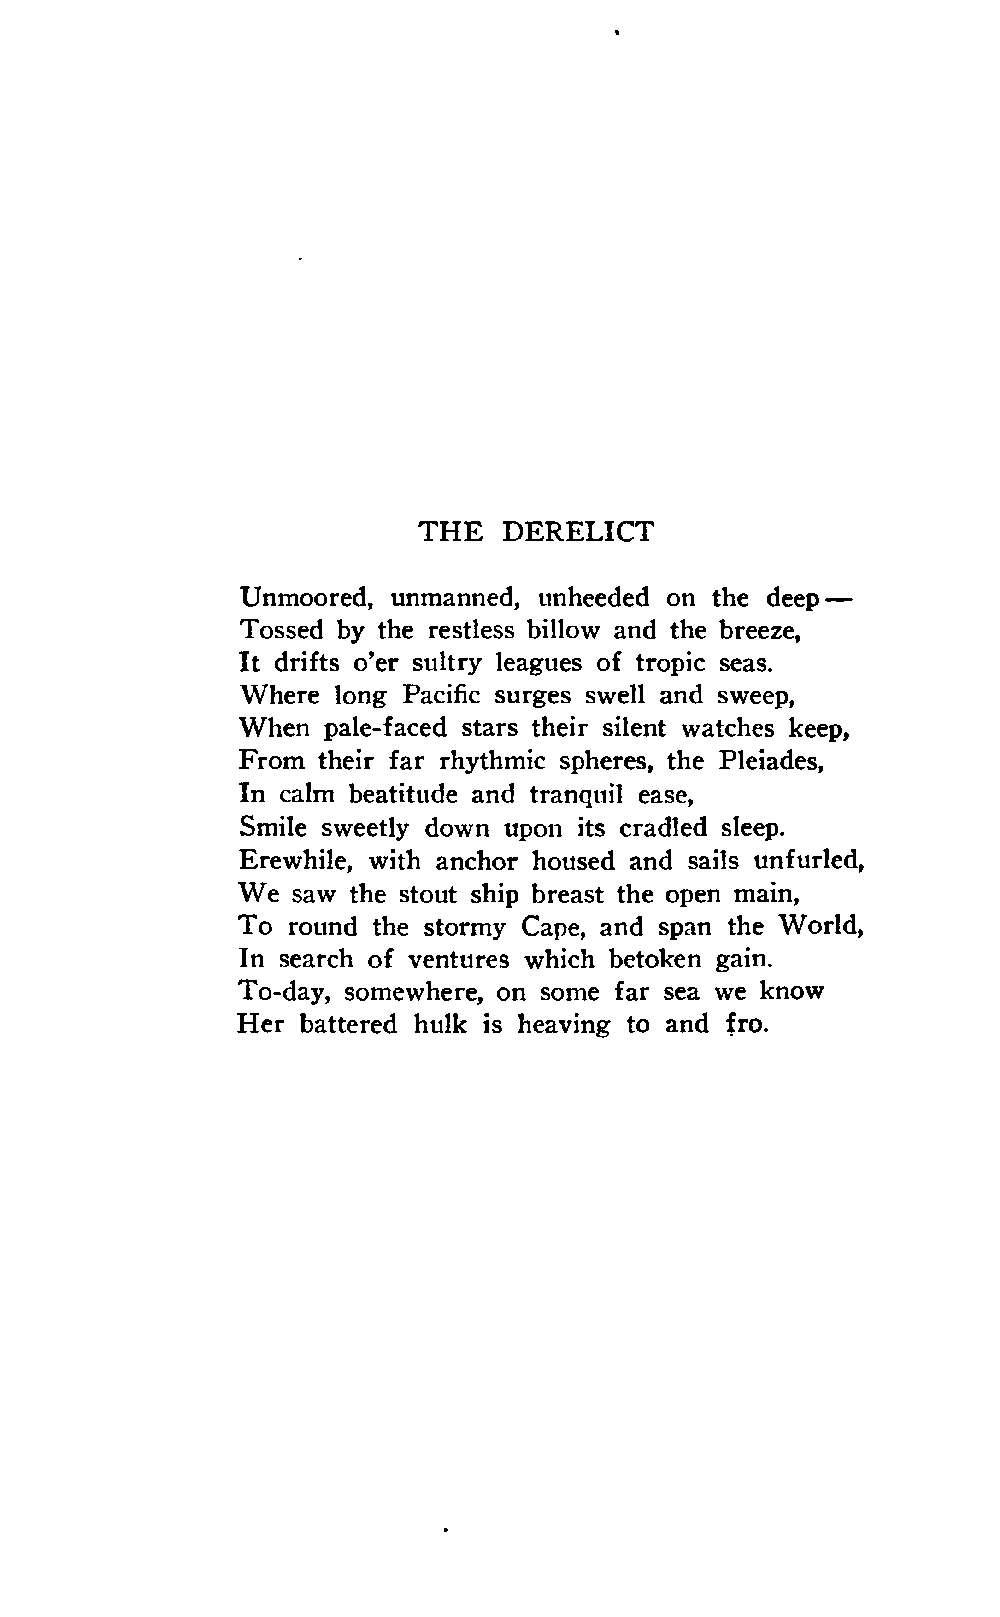 THE DERELICT
Unmoored, unmanned, unheeded on the deep—
Tossed by the restless billow and the breeze,
It drifts o'er sultry leagues of tropic seas.
Where long Pacific surges swell and sweep,
When pale-faced stars their silent watches keep,
From their far rhythmic spheres, the Pleiades,
In calm beatitude and tranquil ease,
Smile sweetly down upon its cradled sleep.
Erewhile, with anchor housed and sails unfurled,
We saw the stout ship breast the open main,
To round the stormy Cape, and span the World,
In search of ventures which betoken gain.
To-day, somewhere, on some far sea we know
Her battered hulk is heaving to and fro.